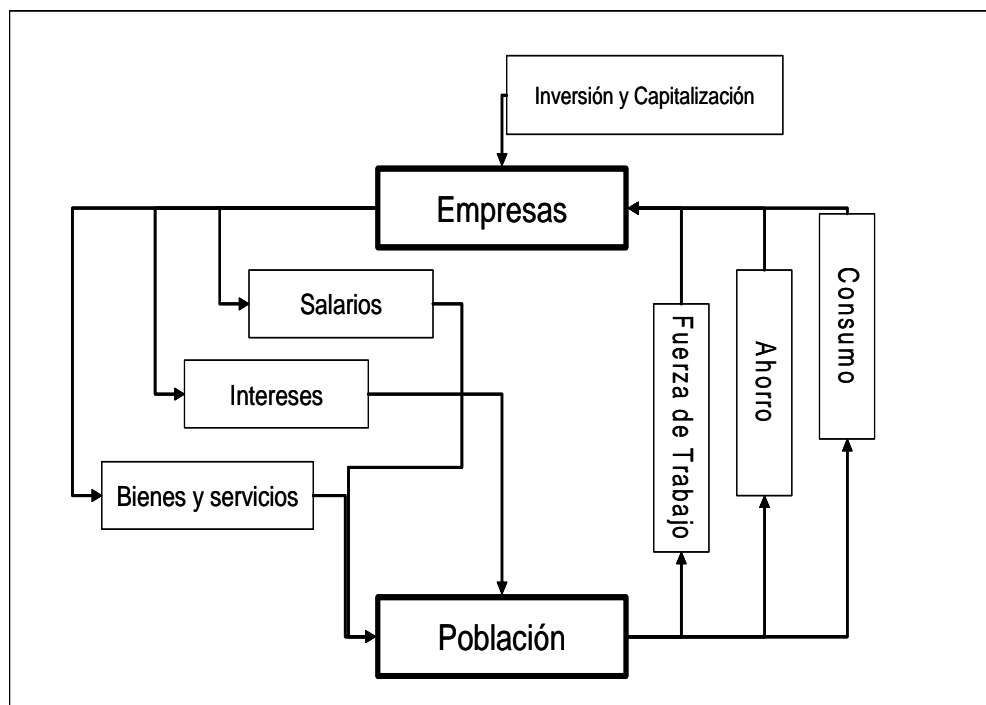 Inversión y Capitalización
Empresas
Salarios
Intereses
Bienes y servicios
Fuerza de Trabajo
Ahorro
Consumo
Población